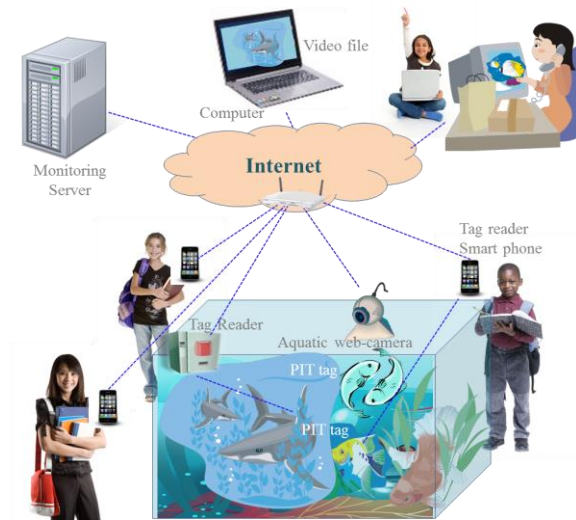 Video file
Computer
Monitoring
Server
Internet
Tag reader
Smart phone
Tag Reader
Aquatic web-camera
PIT tag
PIT tag